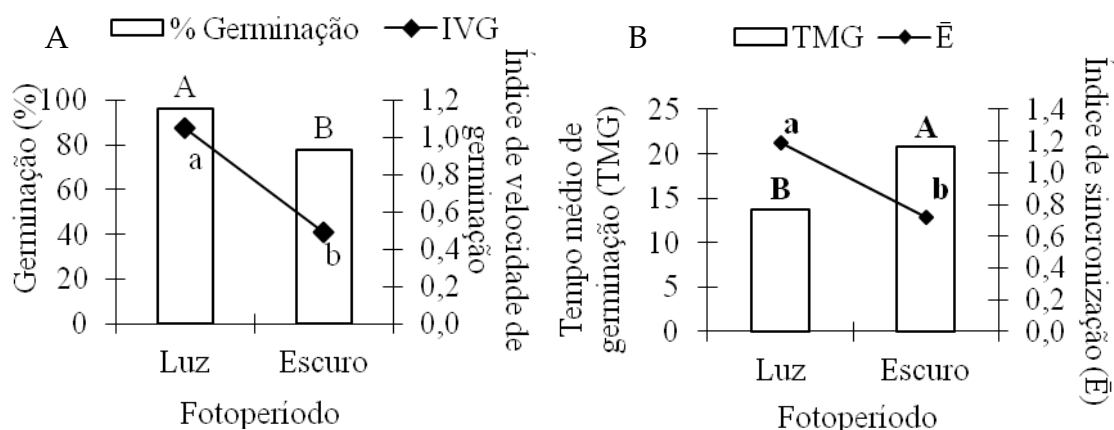 A
% Germinação
IVG
Germinação (%)
100
80
60
40
20
0
A
a
B
b
1,2
1,0
0,8
0,6
0,4
0,2
0,0
Índice de velocidade de
germinação
Luz
Escuro
Fotoperíodo
B
TMG
Ē
Tempo médio de
germinação (TMG)
25
20
15
10
5
0
a
B
A
b
1,4
1,2
1,0
0,8
0,6
0,4
0,2
0,0
Índice de sincronização (Ē)
Luz
Escuro
Fotoperíodo